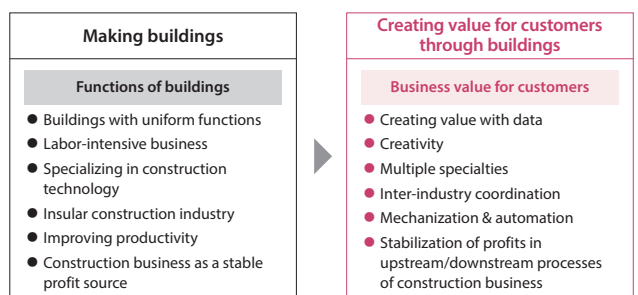 Making buildings
Functions of buildings
● Buildings with uniform functions
● Labor-intensive business
● Specializing in construction
technology
● Insular construction industry
● Improving productivity
● Construction business as a stable
profit source
Creating value for customers
through buildings
Business value for customers
● Creating value with data
● Creativity
● Multiple specialties
● Inter-industry coordination
● Mechanization & automation
● Stabilization of profits in
upstream/downstream processes
of construction business